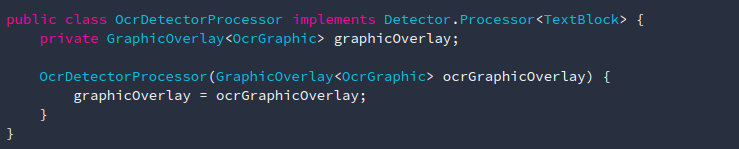 public class OcrDetectorProcessor implements Detector.Processor<TextBlock> {
    private GraphicOverlay<OcrGraphic> graphicOverlay;

    OcrDetectorProcessor(GraphicOverlay<OcrGraphic> ocrGraphicOverlay) {
        graphicOverlay = ocrGraphicOverlay;
    }
}